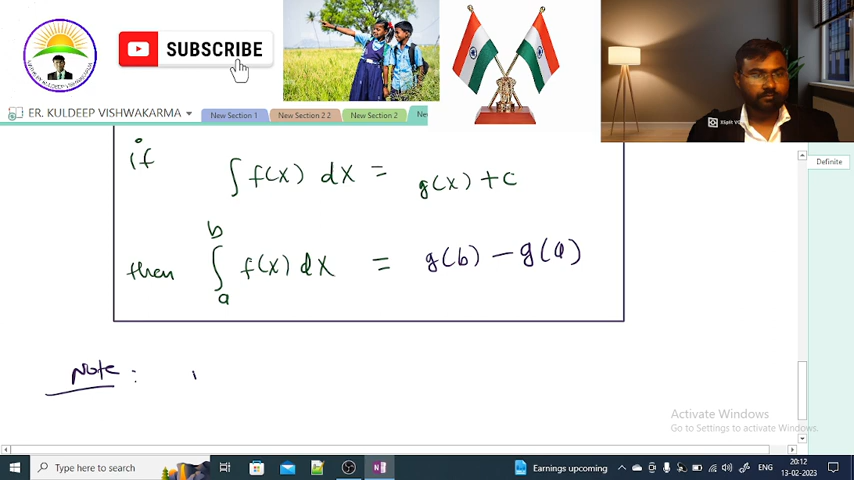 SUBSCRIBE
ER. KULDEEP VISHWAKARMA
New Section 1
New Section 2 2
New Section 2
Definite
if
∫ f(x) dx = g(x) + c
then ∫ₐᵇ f(x) dx = g(b) - g(a)
Note :
Activate Windows
Go to Settings to activate Windows.
Type here to search
Earnings upcoming
ENG
20:12
13-02-2023